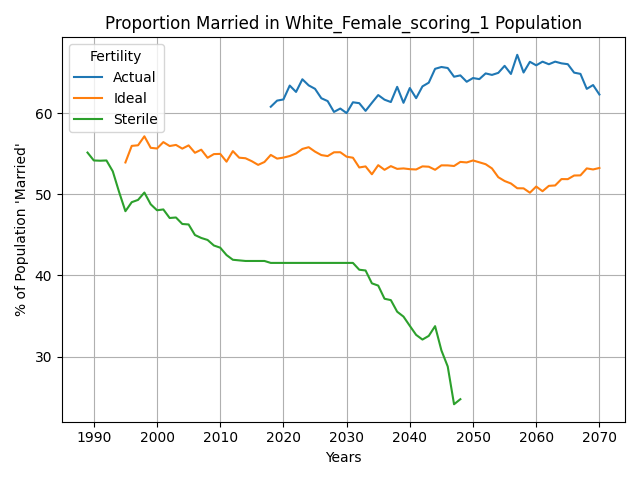 Proportion Married in White_Female_scoring_1 Population
Fertility
Actual
Ideal
Sterile
% of Population 'Married'
60
50
40
30
1990 2000 2010 2020 2030 2040 2050 2060 2070
Years